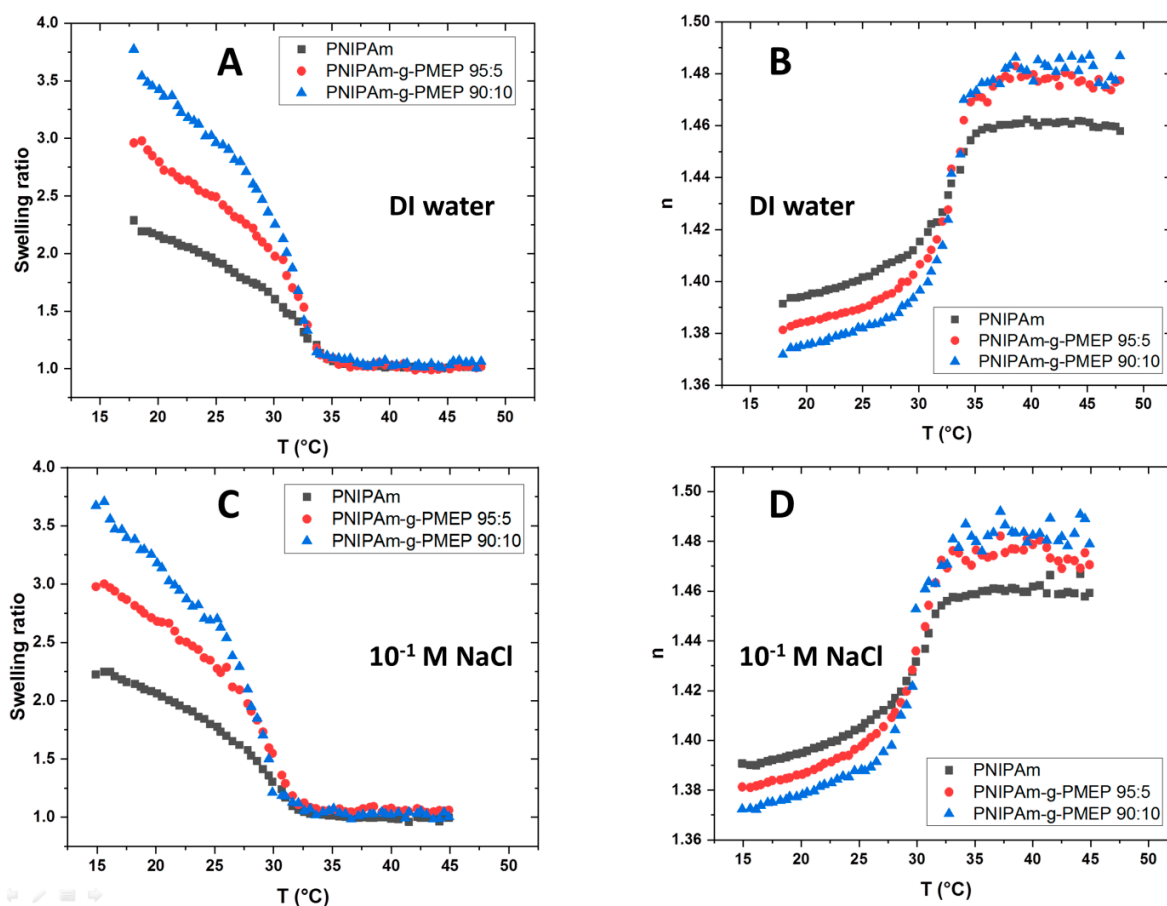 4.0
3.5
3.0
2.5
2.0
1.5
1.0
Swelling ratio
A
PNIPAm
PNIPAm-g-PMEP 95:5
PNIPAm-g-PMEP 90:10
DI water
15 20 25 30 35 40 45 50
T (°C)
1.50
1.48
1.46
1.44
1.42
1.40
1.38
1.36
n
B
DI water
PNIPAm
PNIPAm-g-PMEP 95:5
PNIPAm-g-PMEP 90:10
15 20 25 30 35 40 45 50
T (°C)
4.0
3.5
3.0
2.5
2.0
1.5
1.0
Swelling ratio
C
PNIPAm
PNIPAm-g-PMEP 95:5
PNIPAm-g-PMEP 90:10
10⁻¹ M NaCl
15 20 25 30 35 40 45 50
T (°C)
1.50
1.48
1.46
1.44
1.42
1.40
1.38
1.36
n
D
10⁻¹ M NaCl
PNIPAm
PNIPAm-g-PMEP 95:5
PNIPAm-g-PMEP 90:10
15 20 25 30 35 40 45 50
T (°C)